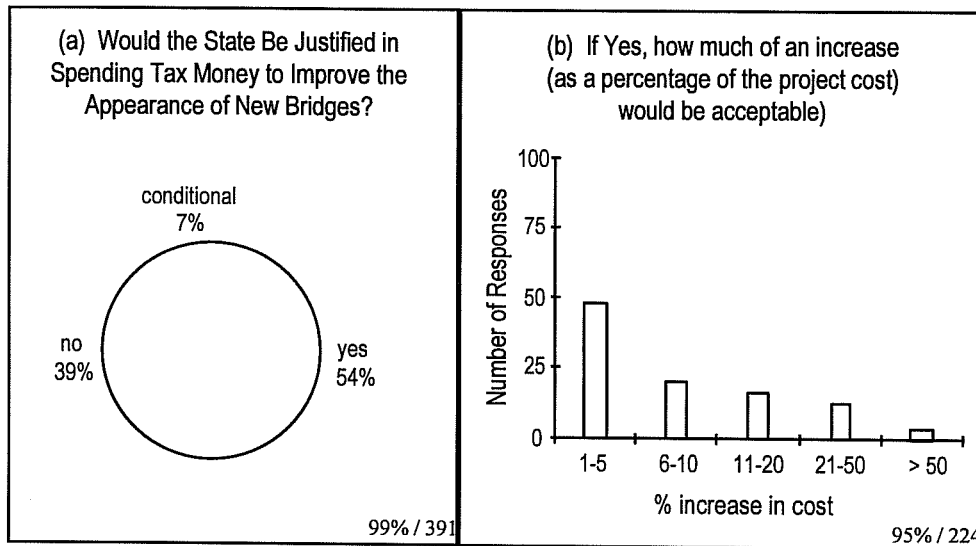 (a) Would the State Be Justified in
Spending Tax Money to Improve the
Appearance of New Bridges?
conditional
7%
no
39%
yes
54%
99% / 391
(b) If Yes, how much of an increase
(as a percentage of the project cost)
would be acceptable)
Number of Responses
100
75
50
25
0
1-5 6-10 11-20 21-50 > 50
% increase in cost
95% / 224